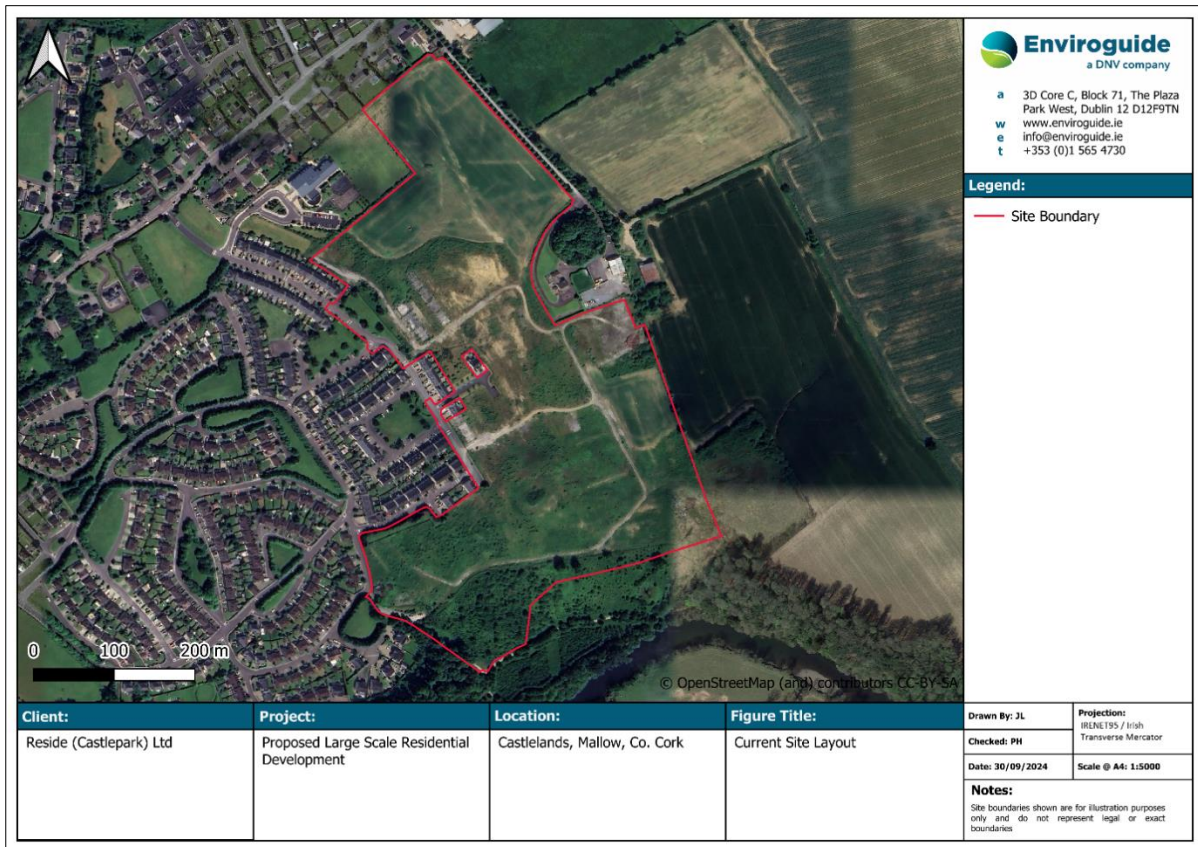 Enviroguide
a DNV company
a 3D Core C, Block 71, The Plaza
Park West, Dublin 12 D12F9TN
w www.enviroguide.ie
e info@enviroguide.ie
t +353 (0)1 565 4730
Legend:
Site Boundary
0 100 200 m
© OpenStreetMap (and) contributors CC-BY-SA
Client:
Reside (Castlepark) Ltd
Project:
Proposed Large Scale Residential
Development
Location:
Castlelands, Mallow, Co. Cork
Figure Title:
Current Site Layout
Drawn By: JL
Checked: PH
Date: 30/09/2024
Projection:
IRENET95 / Irish
Transverse Mercator
Scale @ A4: 1:5000
Notes:
Site boundaries shown are for illustration purposes
only and do not represent legal or exact
boundaries